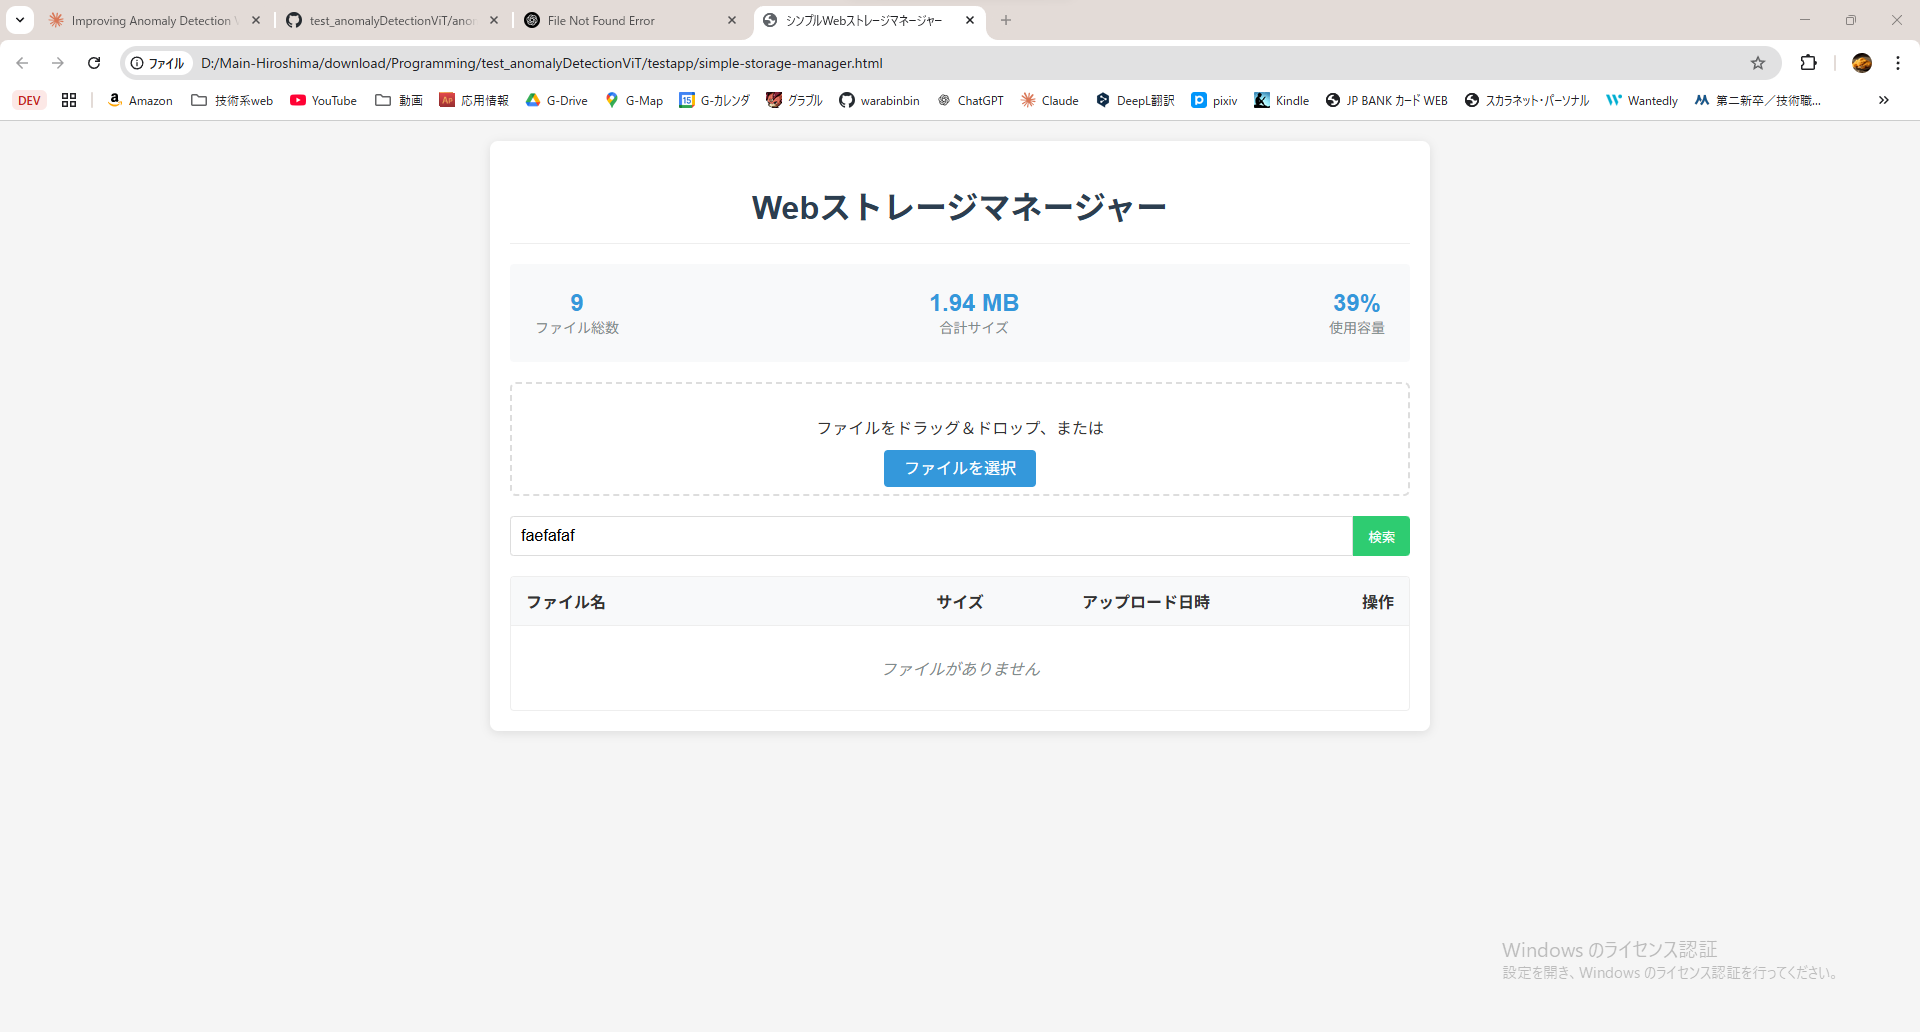 Improving Anomaly Detection
test_anomalyDetectionViT/ano
File Not Found Error
シンプルWebストレージマネージャー
ファイル
D:/Main-Hiroshima/download/Programming/test_anomalyDetectionViT/testapp/simple-storage-manager.html
DEV
Amazon
技術系web
YouTube
動画
応用情報
G-Drive
G-Map
G-カレンダ
グラブル
warabinbin
ChatGPT
Claude
DeepL翻訳
pixiv
Kindle
JP BANK カード WEB
スカラネット・パーソナル
Wantedly
第二新卒／技術職...
Webストレージマネージャー
9
ファイル総数
1.94 MB
合計サイズ
39%
使用容量
ファイルをドラッグ＆ドロップ、または
ファイルを選択
faefafaf
検索
ファイル名 サイズ アップロード日時 操作
ファイルがありません
Windows のライセンス認証
設定を開き、Windows のライセンス認証を行ってください。